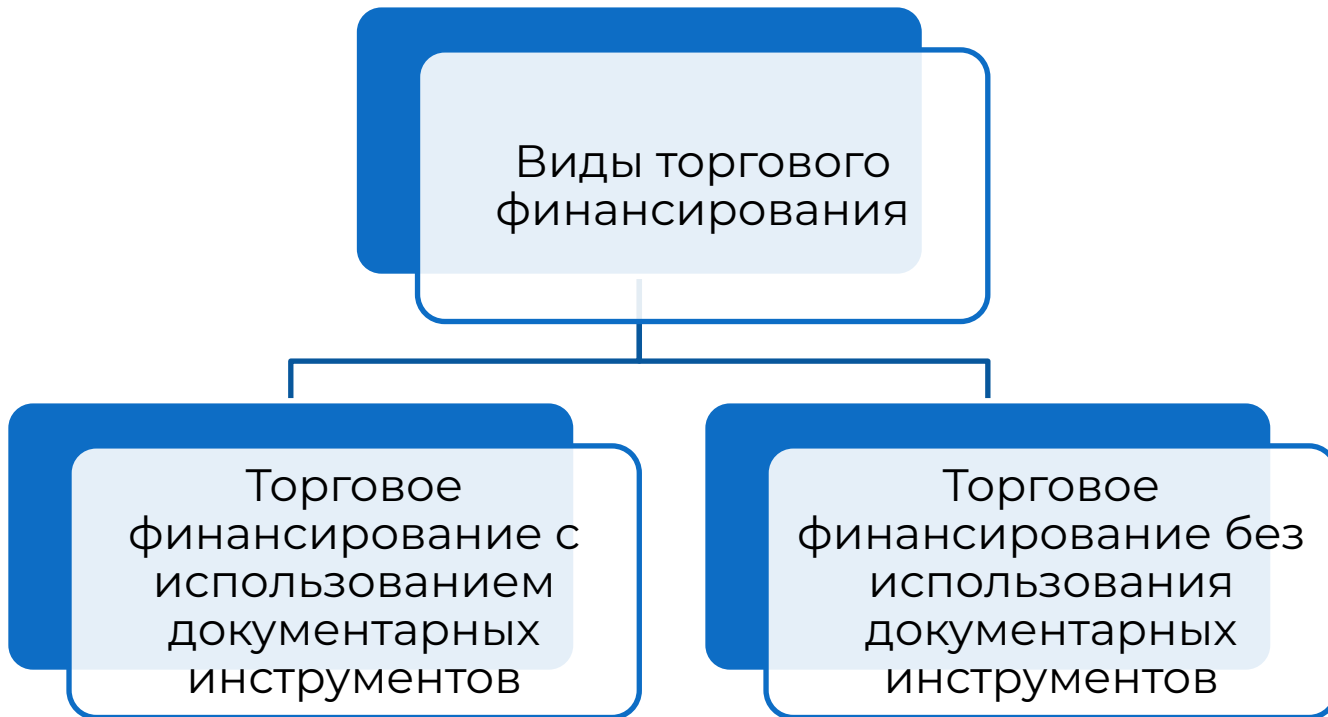 Виды торгового
финансирования
Торговое
финансирование с
использованием
документарных
инструментов
Торговое
финансирование без
использования
документарных
инструментов